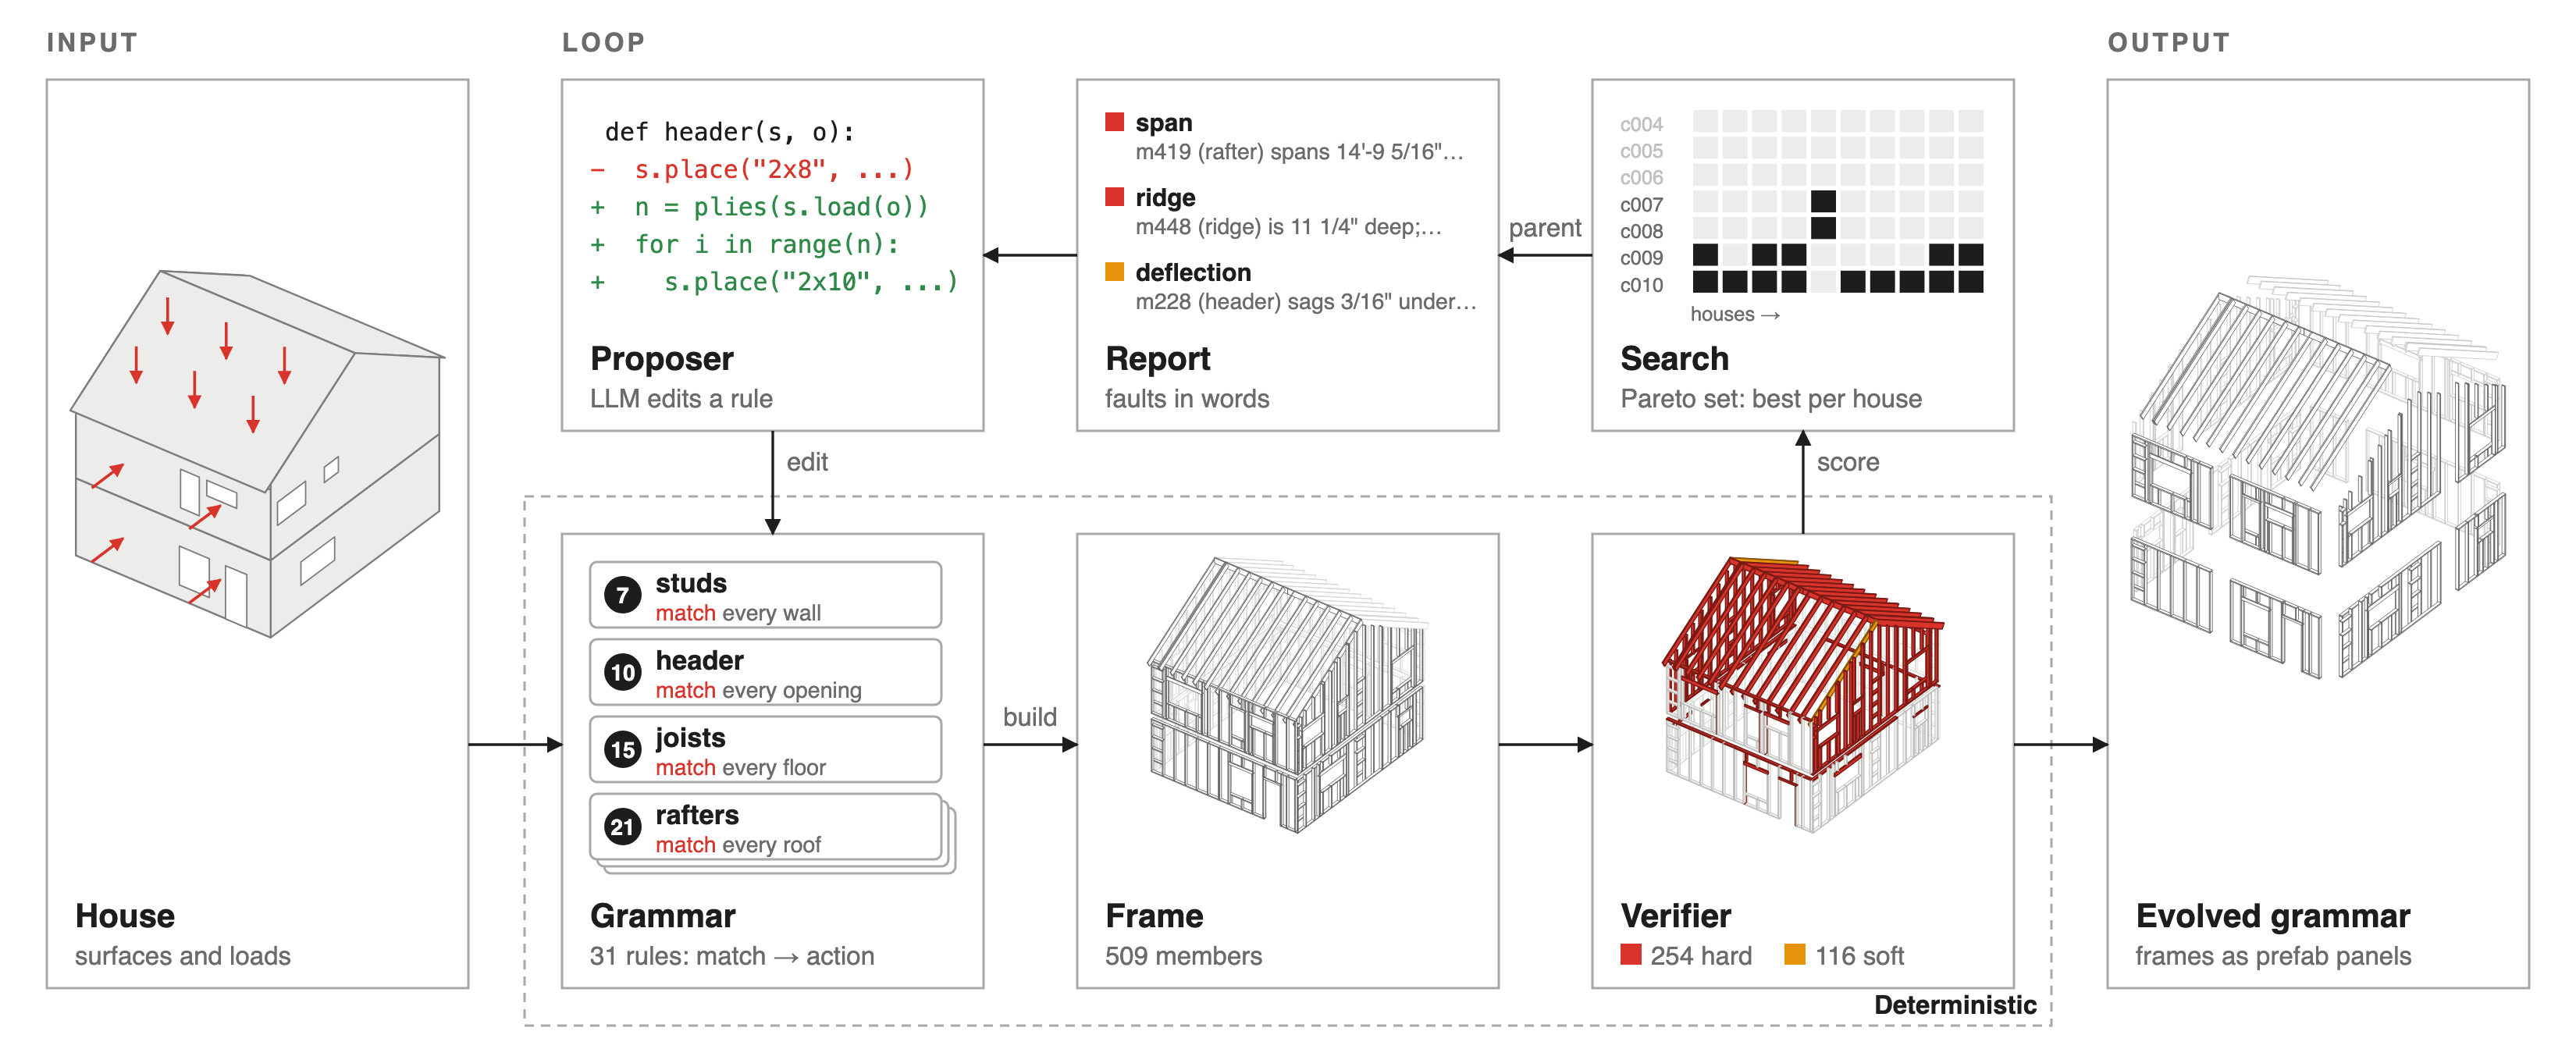 INPUT
LOOP
OUTPUT
def header(s, o):
−  s.place("2x8", ...)
+  n = plies(s.load(o))
+  for i in range(n):
+    s.place("2x10", ...)
Proposer
LLM edits a rule
span
m419 (rafter) spans 14'-9 5/16"…
ridge
m448 (ridge) is 11 1/4" deep;…
deflection
m228 (header) sags 3/16" under…
Report
faults in words
parent
c004
c005
c006
c007
c008
c009
c010
houses →
Search
Pareto set: best per house
edit
score
House
surfaces and loads
7 studs
match every wall
10 header
match every opening
15 joists
match every floor
21 rafters
match every roof
Grammar
31 rules: match → action
build
Frame
509 members
Verifier
254 hard 116 soft
Deterministic
Evolved grammar
frames as prefab panels